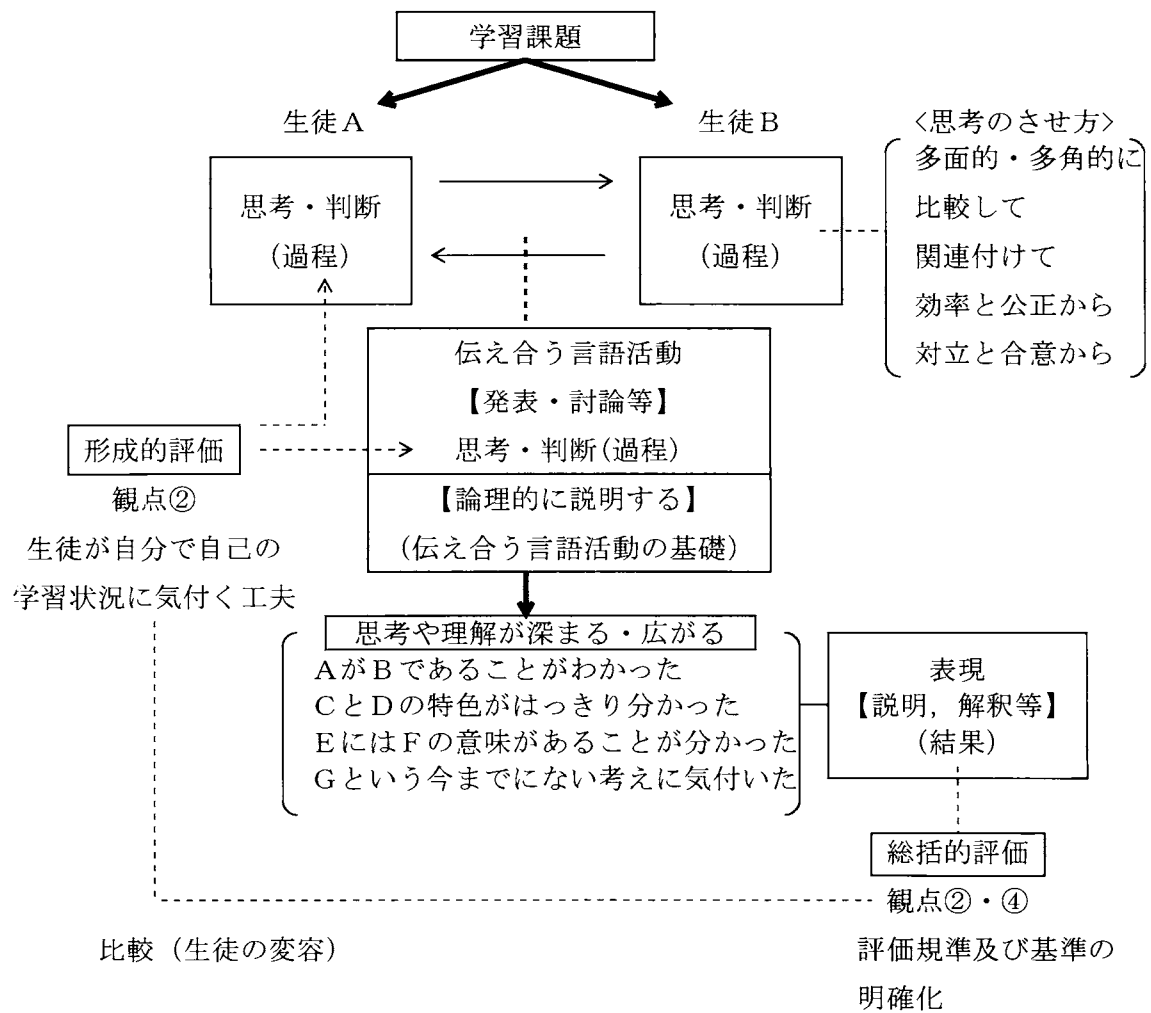 学習課題
生徒A
生徒B
思考・判断
(過程)
思考・判断
(過程)
<思考のさせ方>
多面的・多角的に
比較して
関連付けて
効率と公正から
対立と合意から
伝え合う言語活動
【発表・討論等】
思考・判断(過程)
【論理的に説明する】
(伝え合う言語活動の基礎)
形成的評価
観点②
生徒が自分で自己の
学習状況に気付く工夫
思考や理解が深まる・広がる
AがBであることがわかった
CとDの特色がはっきり分かった
EにはFの意味があることが分かった
Gという今までにない考えに気付いた
表現
【説明，解釈等】
(結果)
総括的評価
観点②・④
評価規準及び基準の
明確化
比較（生徒の変容）